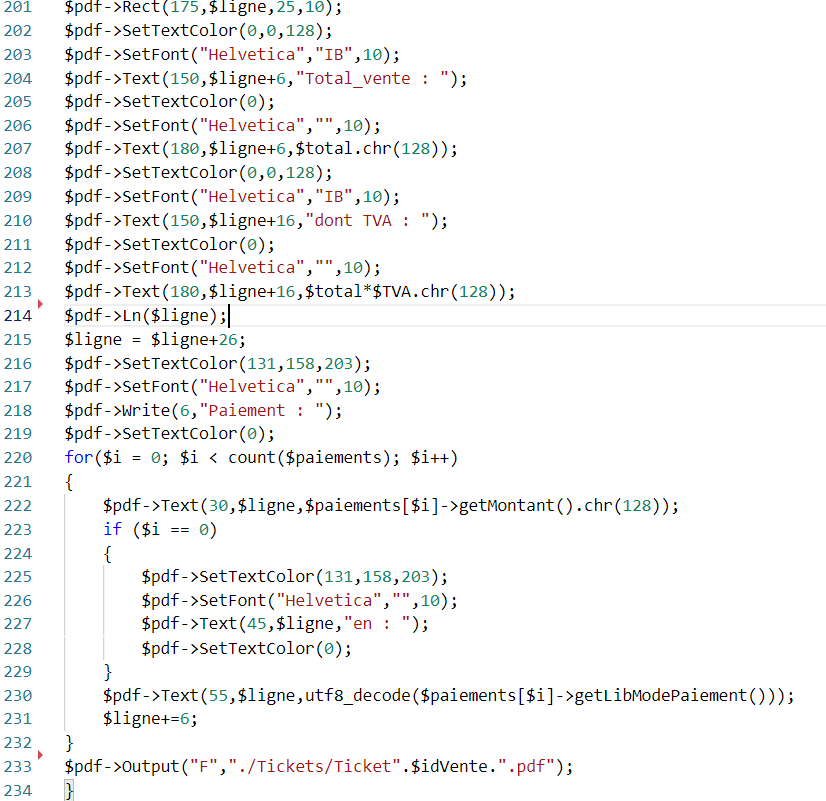 201 $pdf->Rect(175,$ligne,25,10);
202 $pdf->SetTextColor(0,0,128);
203 $pdf->SetFont("Helvetica","IB",10);
204 $pdf->Text(150,$ligne+6,"Total_vente : ");
205 $pdf->SetTextColor(0);
206 $pdf->SetFont("Helvetica","",10);
207 $pdf->Text(180,$ligne+6,$total.chr(128));
208 $pdf->SetTextColor(0,0,128);
209 $pdf->SetFont("Helvetica","IB",10);
210 $pdf->Text(150,$ligne+16,"dont TVA : ");
211 $pdf->SetTextColor(0);
212 $pdf->SetFont("Helvetica","",10);
213 $pdf->Text(180,$ligne+16,$total*$TVA.chr(128));
214 $pdf->Ln($ligne);
215 $ligne = $ligne+26;
216 $pdf->SetTextColor(131,158,203);
217 $pdf->SetFont("Helvetica","",10);
218 $pdf->Write(6,"Paiement : ");
219 $pdf->SetTextColor(0);
220 for($i = 0; $i < count($paiements); $i++)
221 {
222 $pdf->Text(30,$ligne,$paiements[$i]->getMontant().chr(128));
223 if ($i == 0)
224 {
225 $pdf->SetTextColor(131,158,203);
226 $pdf->SetFont("Helvetica","",10);
227 $pdf->Text(45,$ligne,"en : ");
228 $pdf->SetTextColor(0);
229 }
230 $pdf->Text(55,$ligne,utf8_decode($paiements[$i]->getLibModePaiement()));
231 $ligne+=6;
232 }
233 $pdf->Output("F","./Tickets/Ticket".$idVente.".pdf");
234 }